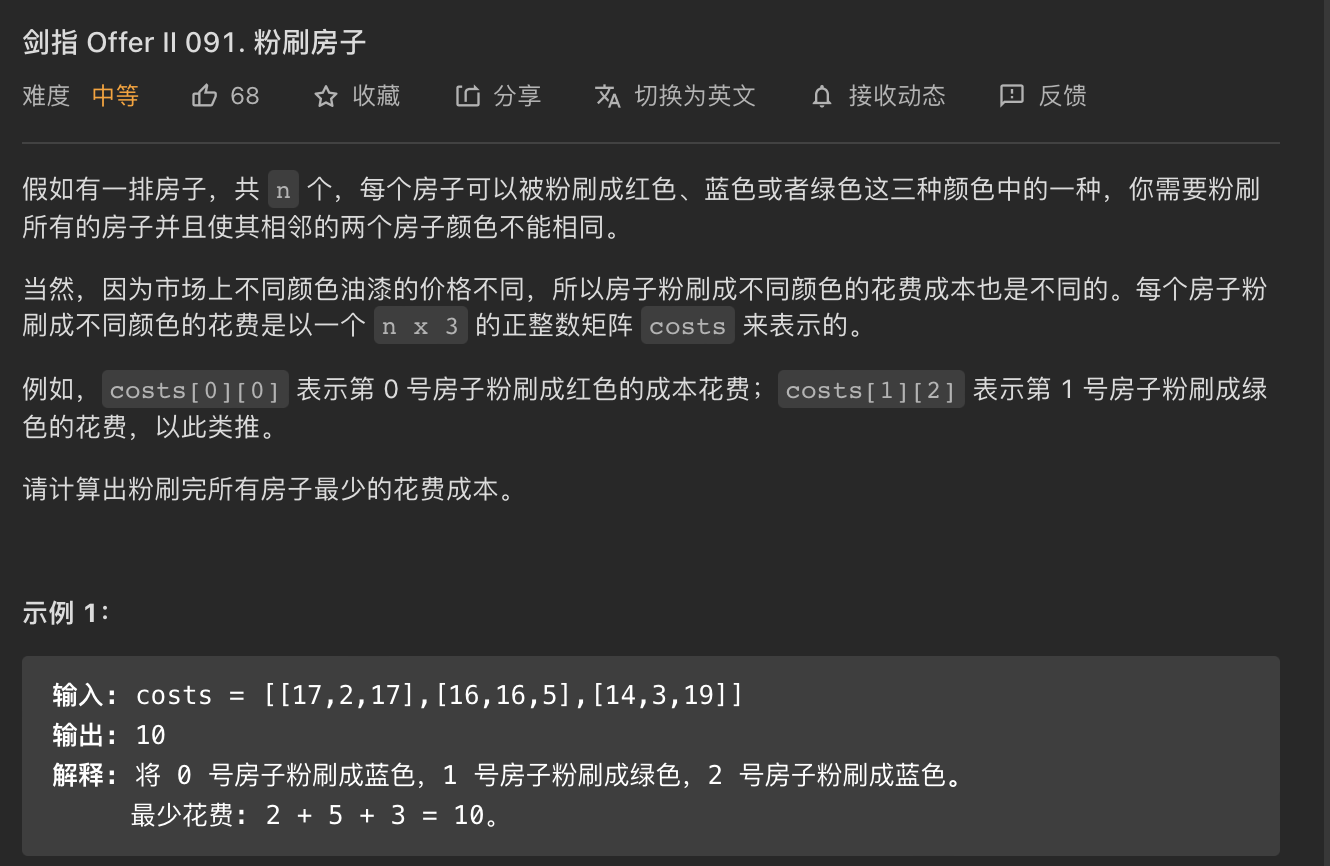 剑指 Offer II 091. 粉刷房子
难度 中等 68 收藏 分享 切换为英文 接收动态 反馈
假如有一排房子，共 n 个，每个房子可以被粉刷成红色、蓝色或者绿色这三种颜色中的一种，你需要粉刷
所有的房子并且使其相邻的两个房子颜色不能相同。
当然，因为市场上不同颜色油漆的价格不同，所以房子粉刷成不同颜色的花费成本也是不同的。每个房子粉
刷成不同颜色的花费是以一个 n x 3 的正整数矩阵 costs 来表示的。
例如，costs[0][0] 表示第 0 号房子粉刷成红色的成本花费；costs[1][2] 表示第 1 号房子粉刷成绿
色的花费，以此类推。
请计算出粉刷完所有房子最少的花费成本。
示例 1：
输入: costs = [[17,2,17],[16,16,5],[14,3,19]]
输出: 10
解释: 将 0 号房子粉刷成蓝色，1 号房子粉刷成绿色，2 号房子粉刷成蓝色。
最少花费: 2 + 5 + 3 = 10。